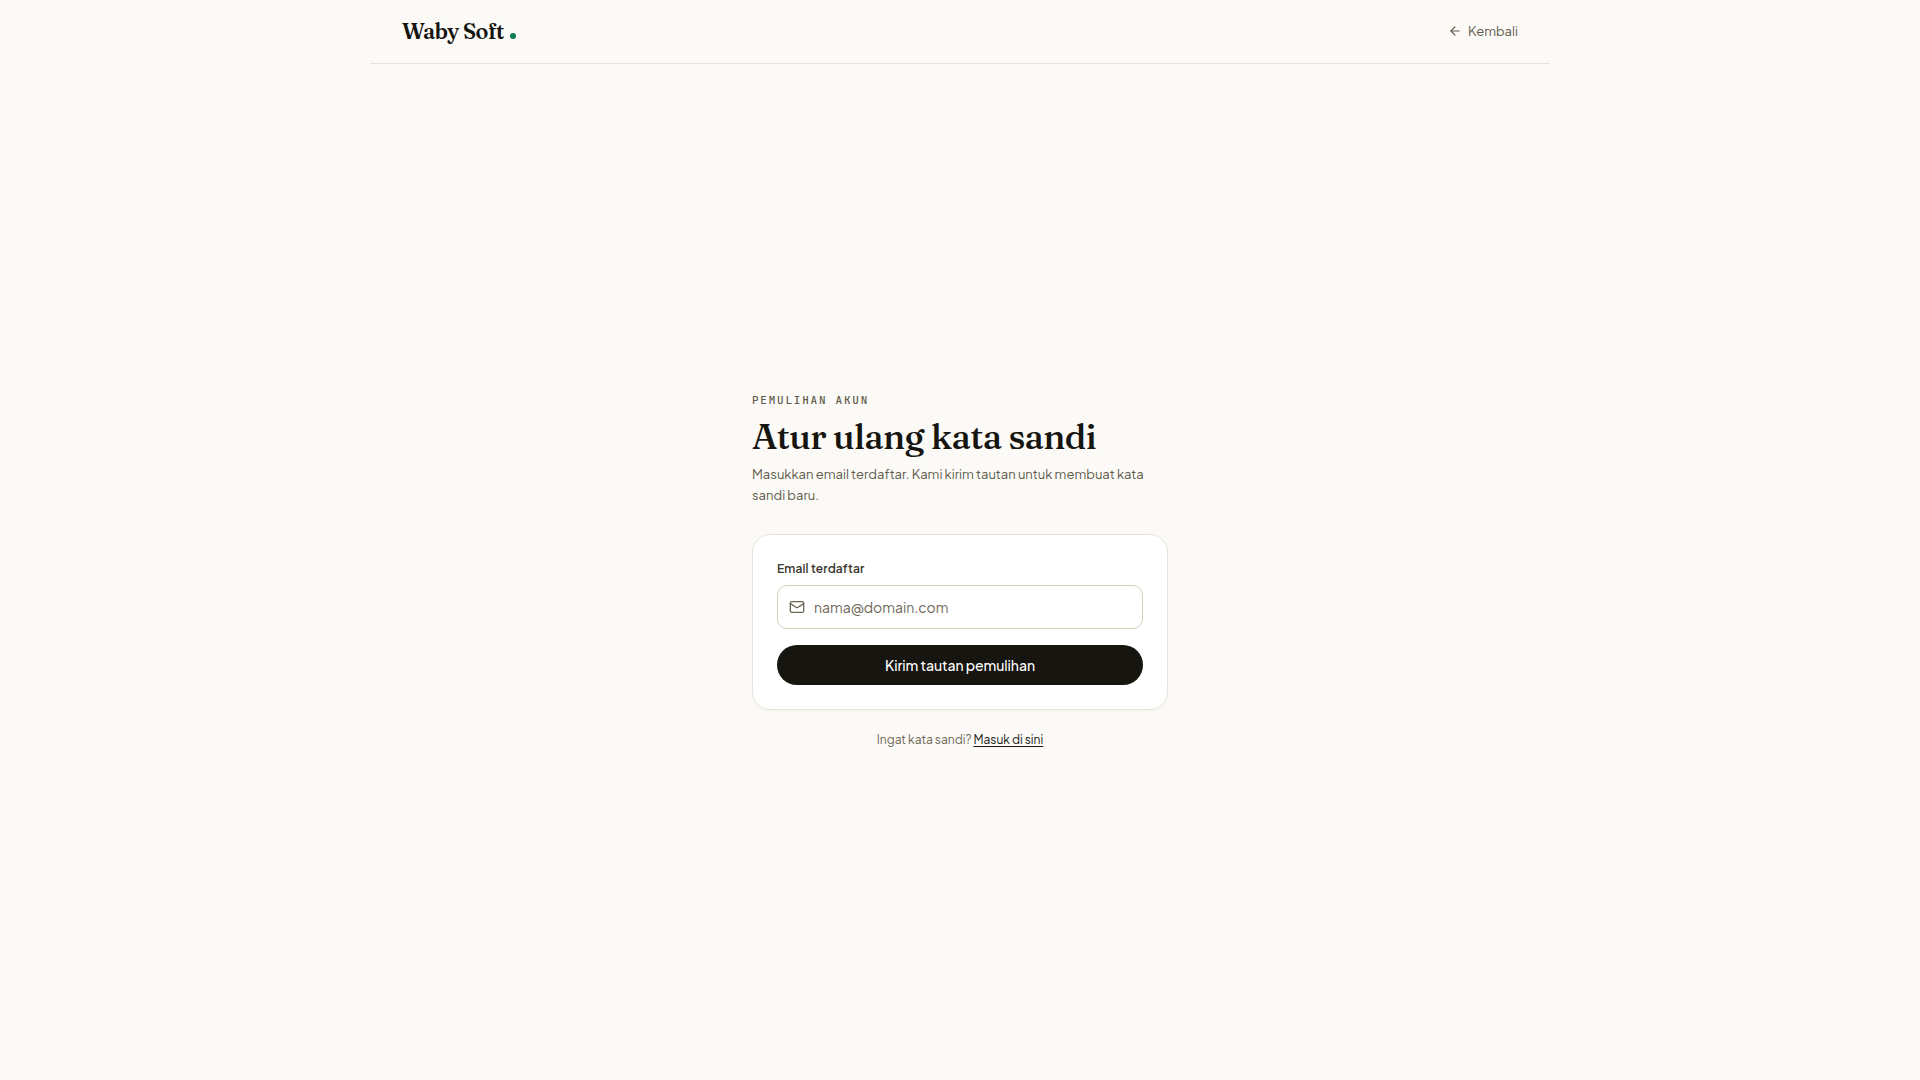 Waby Soft
Kembali
PEMULIHAN AKUN
Atur ulang kata sandi
Masukkan email terdaftar. Kami kirim tautan untuk membuat kata
sandi baru.
Email terdaftar
nama@domain.com
Kirim tautan pemulihan
Ingat kata sandi? Masuk di sini